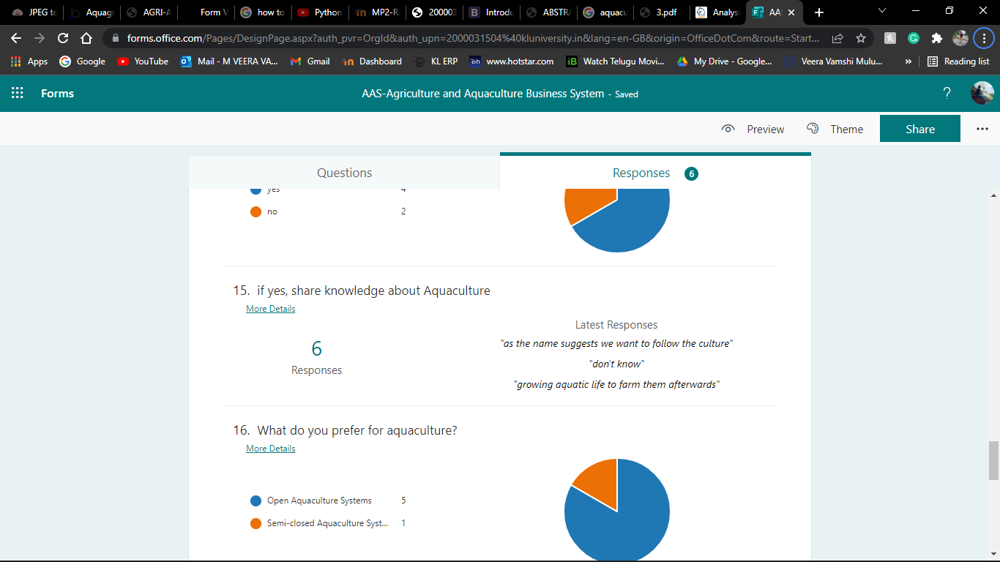 JPEG to Aquag AGRI-A Form V how to Python MP2-R 200003 Introdu ABSTRA aquacu 3.pdf Analysi AA
forms.office.com/Pages/DesignPage.aspx?auth_pvr=OrgId&auth_upn=2000031504%40kluniversity.in&lang=en-GB&origin=OfficeDotCom&route=Start...
Apps Google YouTube Mail - M VEERA VA... Gmail Dashboard KL ERP www.hotstar.com Watch Telugu Movi... My Drive - Google... Veera Vamshi Mulu... » Reading list
Forms AAS-Agriculture and Aquaculture Business System - Saved ?
Preview Theme Share ...
Questions Responses 6
yes 4
no 2
15. if yes, share knowledge about Aquaculture
More Details
Latest Responses
"as the name suggests we want to follow the culture"
6
"don't know"
Responses
"growing aquatic life to farm them afterwards"
16. What do you prefer for aquaculture?
More Details
Open Aquaculture Systems 5
Semi-closed Aquaculture Syst... 1